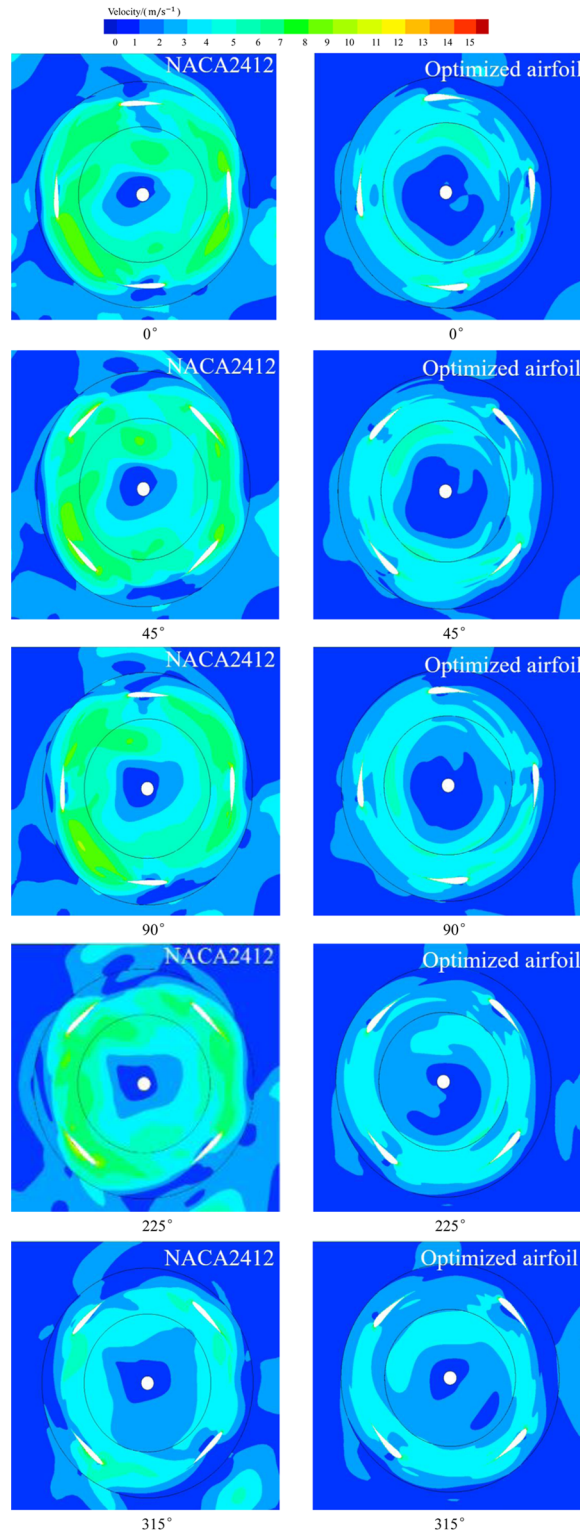 Velocity/(m/s⁻¹)
0 1 2 3 4 5 6 7 8 9 10 11 12 13 14 15
NACA2412 Optimized airfoil
0° 0°
NACA2412 Optimized airfoil
45° 45°
NACA2412 Optimized airfoil
90° 90°
NACA2412 Optimized airfoil
225° 225°
NACA2412 Optimized airfoil
315° 315°